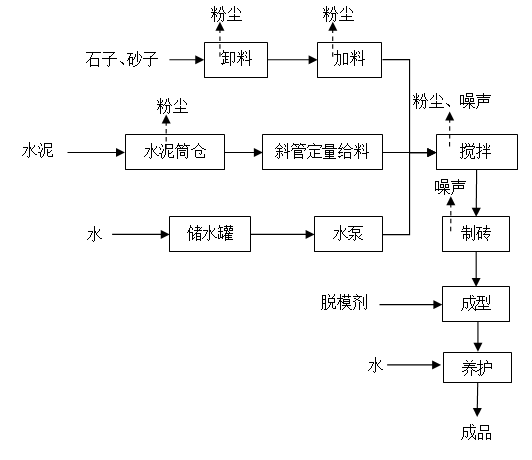 粉尘
粉尘
石子、砂子
卸料
加料
粉尘
粉尘、噪声
水泥
水泥筒仓
斜管定量给料
搅拌
噪声
水
储水罐
水泵
制砖
脱模剂
成型
水
养护
成品